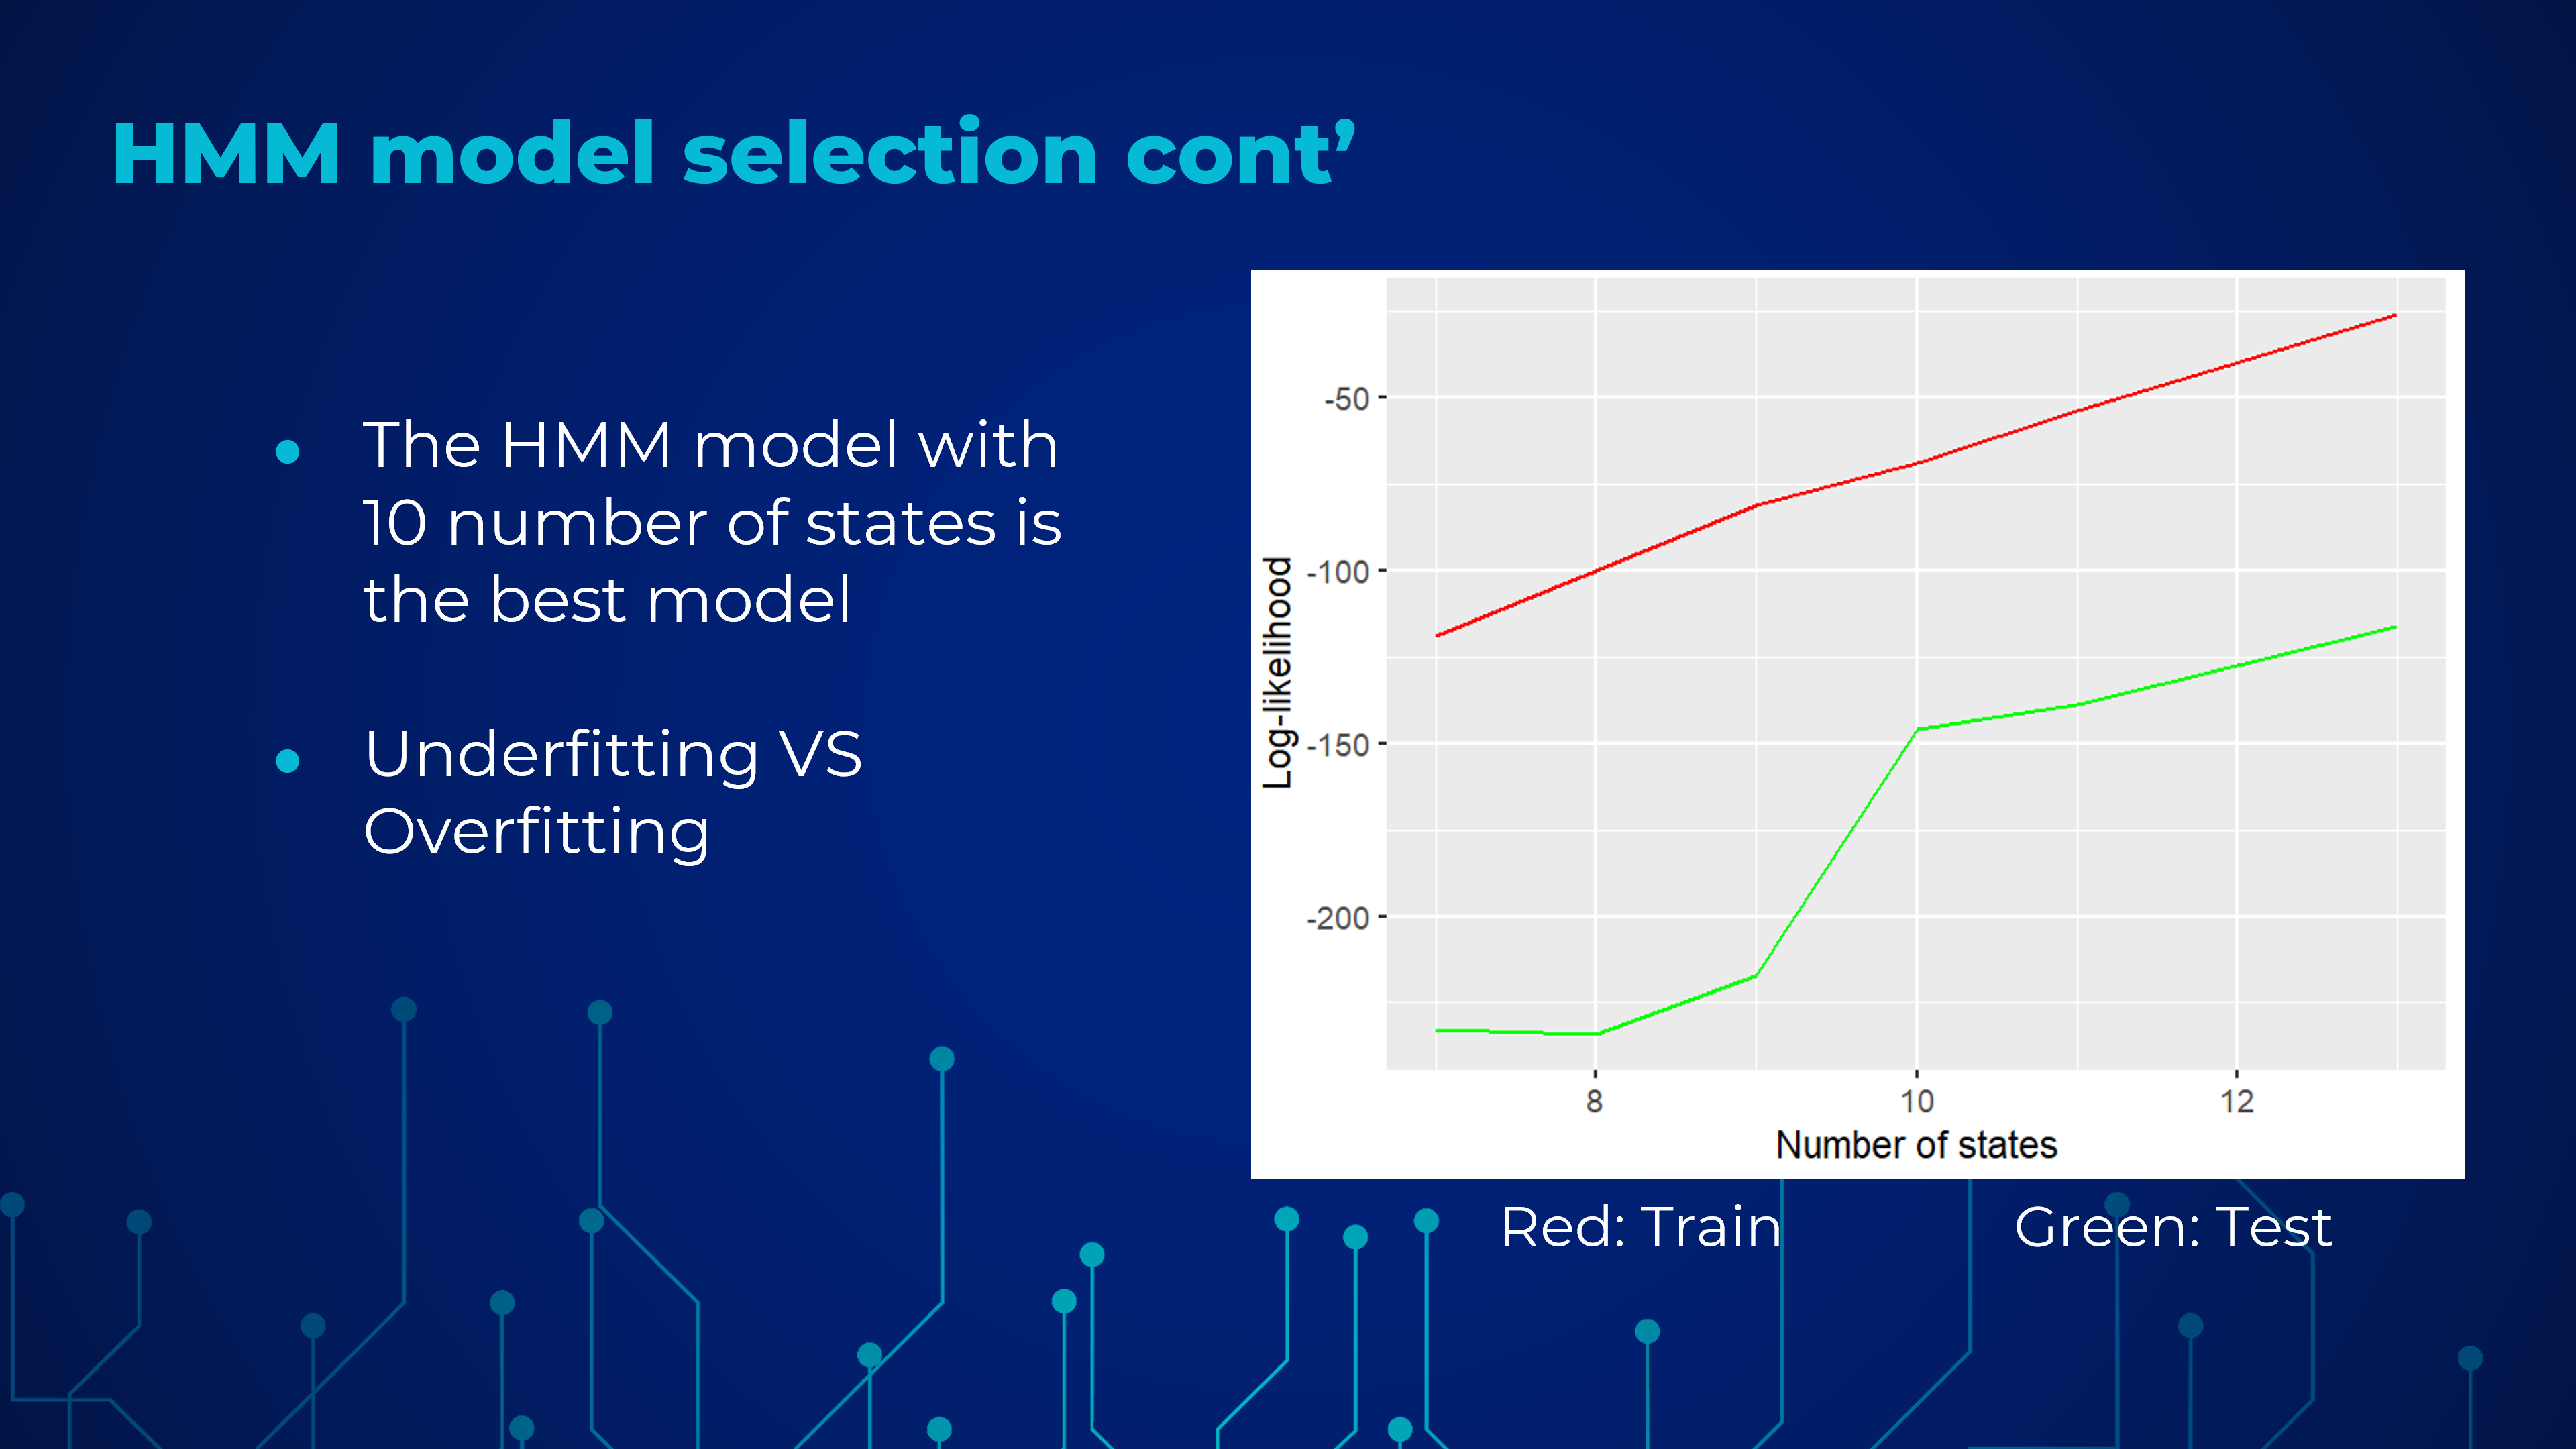 HMM model selection cont’
The HMM model with
10 number of states is
the best model
Underfitting VS
Overfitting
Log-likelihood
-50
-100
-150
-200
8
10
12
Number of states
Red: Train
Green: Test